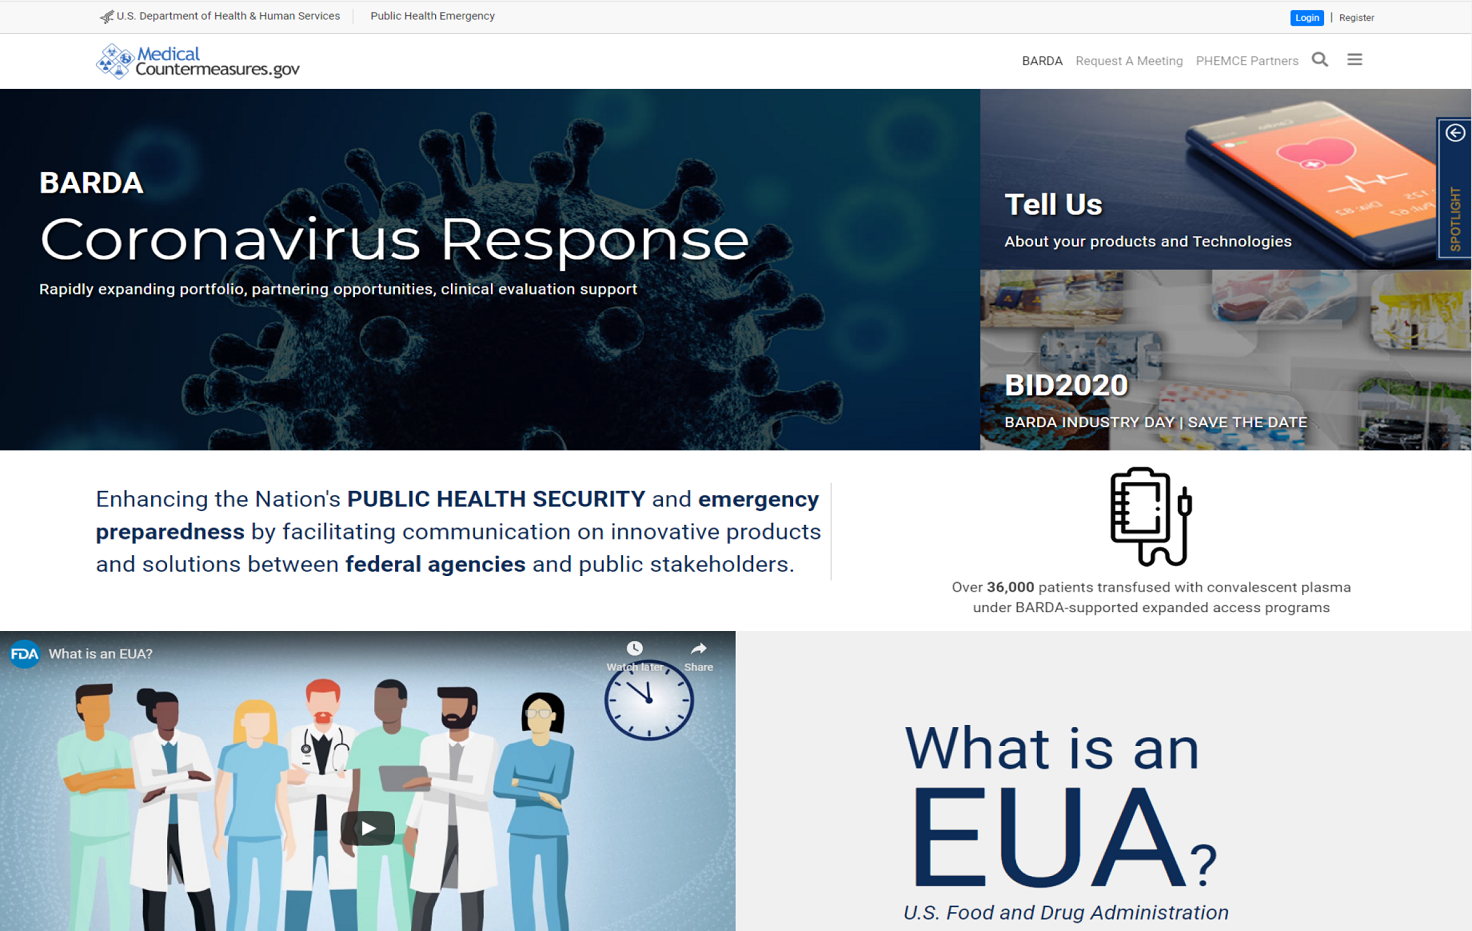 U.S. Department of Health & Human Services
Public Health Emergency
Login | Register
Medical
Countermeasures.gov
BARDA
Request A Meeting
PHEMCE Partners
BARDA
Coronavirus Response
Rapidly expanding portfolio, partnering opportunities, clinical evaluation support
Tell Us
About your products and Technologies
SPOTLIGHT
BID2020
BARDA INDUSTRY DAY | SAVE THE DATE
Enhancing the Nation's PUBLIC HEALTH SECURITY and emergency
preparedness by facilitating communication on innovative products
and solutions between federal agencies and public stakeholders.
Over 36,000 patients transfused with convalescent plasma
under BARDA-supported expanded access programs
FDA
What is an EUA?
Watch later
Share
What is an
EUA?
U.S. Food and Drug Administration